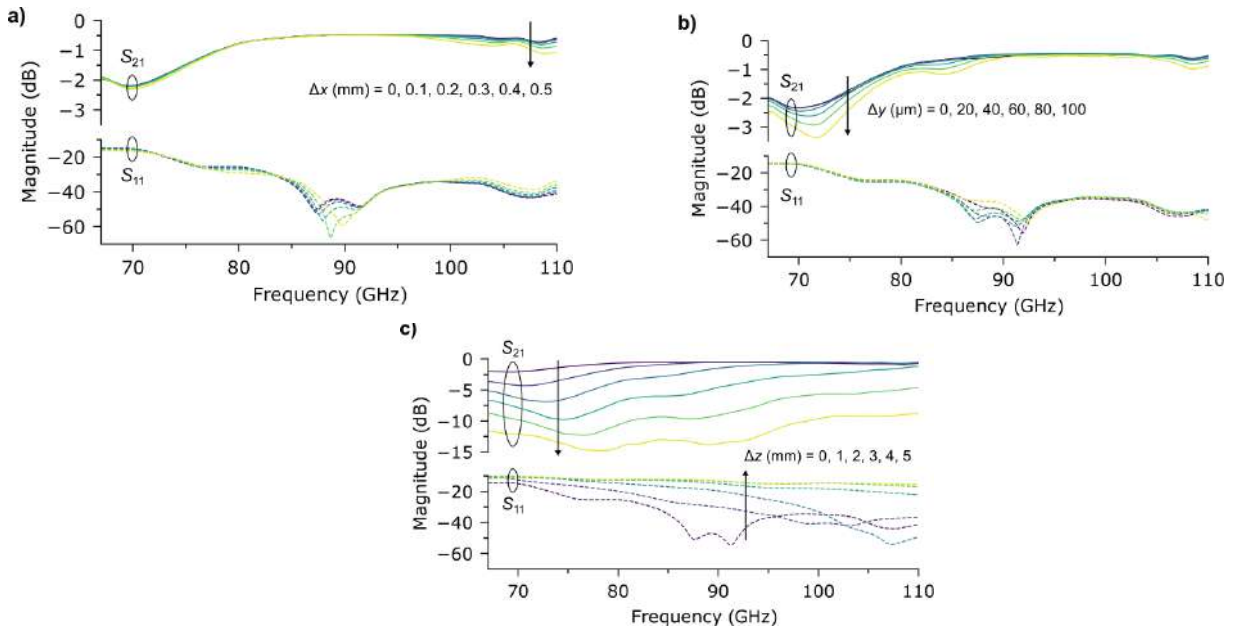 a)
0
−1
−2
−3
−20
−40
−60
Magnitude (dB)
S21
S11
Δx (mm) = 0, 0.1, 0.2, 0.3, 0.4, 0.5
70 80 90 100 110
Frequency (GHz)
b)
0
−1
−2
−3
−20
−40
−60
Magnitude (dB)
S21
S11
Δy (μm) = 0, 20, 40, 60, 80, 100
70 80 90 100 110
Frequency (GHz)
c)
0
−5
−10
−15
−20
−40
−60
Magnitude (dB)
S21
S11
Δz (mm) = 0, 1, 2, 3, 4, 5
70 80 90 100 110
Frequency (GHz)